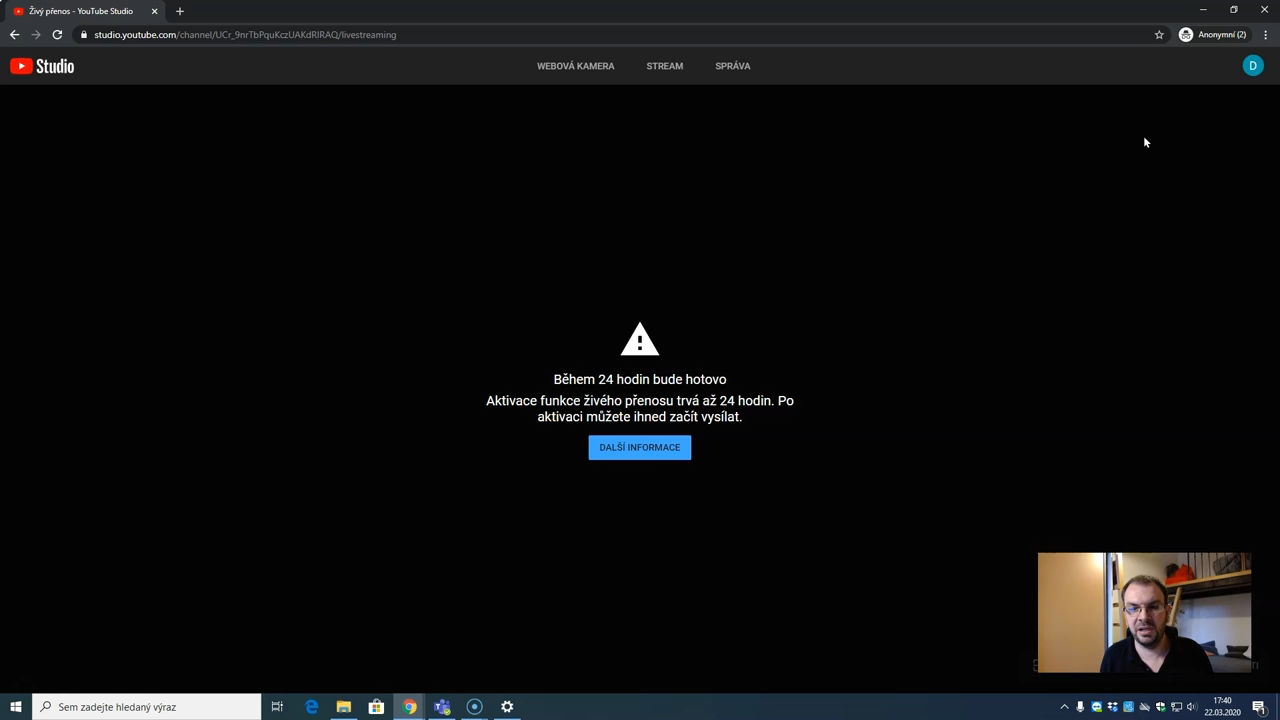 Živý přenos - YouTube Studio
studio.youtube.com/channel/UCr_9nrTbPquKczUAKdRIRAQ/livestreaming
Anonymní (2)
Studio
WEBOVÁ KAMERA
STREAM
SPRÁVA
D
Během 24 hodin bude hotovo
Aktivace funkce živého přenosu trvá až 24 hodin. Po
aktivaci můžete ihned začít vysílat.
DALŠÍ INFORMACE
Sem zadejte hledaný výraz
17:40
22.03.2020